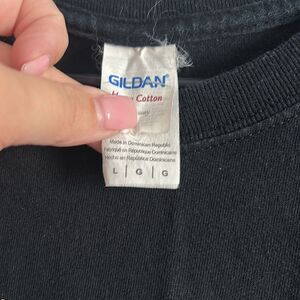 GILDAN
Cotton
Made in Dominican Republic
Fabriqué en République Dominicaine
Hecho en República Dominicana
L | G | G